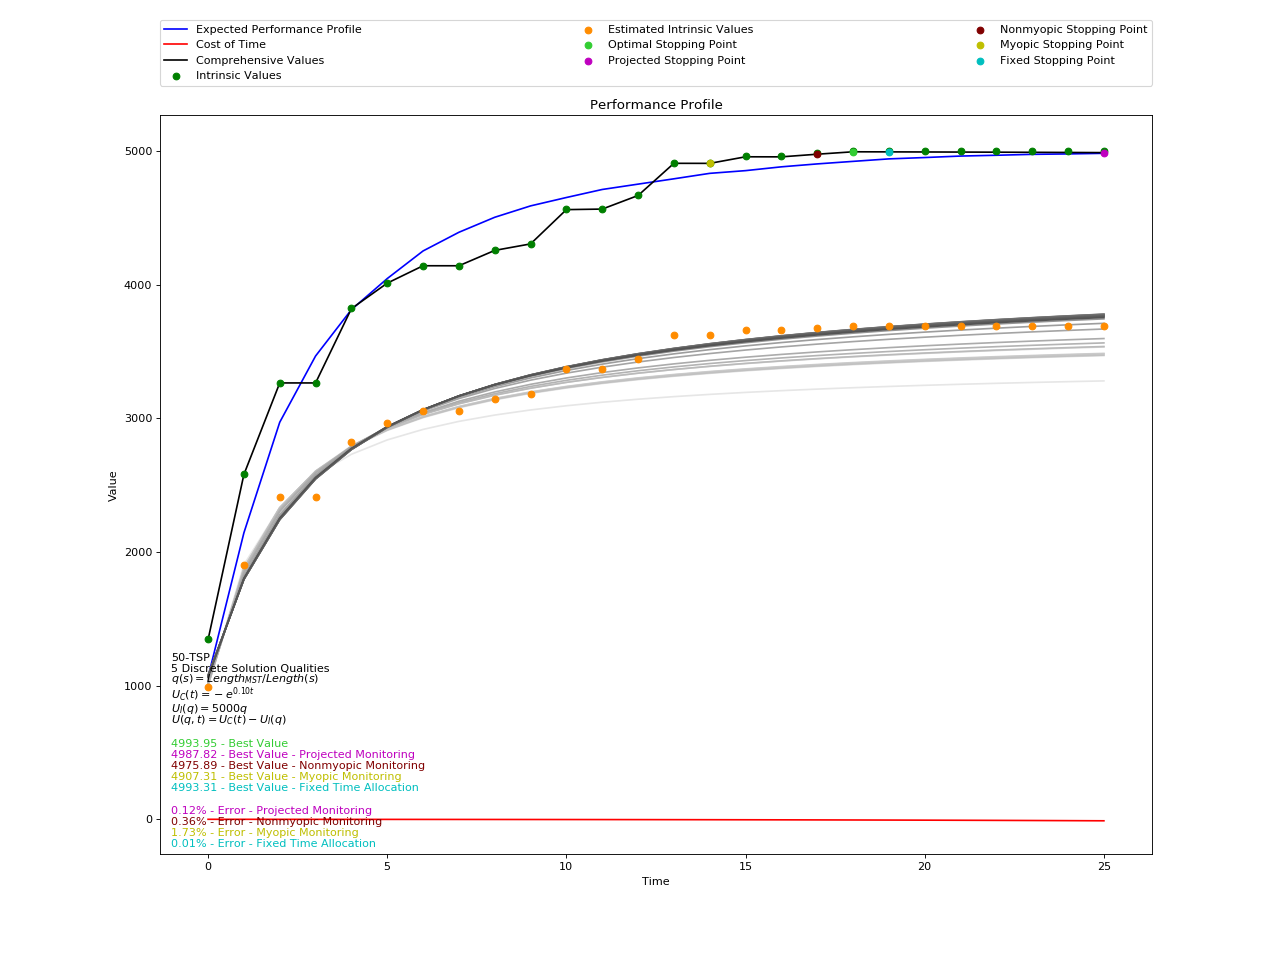 Expected Performance Profile
Cost of Time
Comprehensive Values
Intrinsic Values
Estimated Intrinsic Values
Optimal Stopping Point
Projected Stopping Point
Nonmyopic Stopping Point
Myopic Stopping Point
Fixed Stopping Point
Performance Profile
5000
4000
3000
2000
1000
0
Value
50-TSP
5 Discrete Solution Qualities
q(s) = Length_MST/Length(s)
U_C(t) = −e^0.10t
U_I(q) = 5000q
U(q, t) = U_C(t) − U_I(q)
4993.95 - Best Value
4987.82 - Best Value - Projected Monitoring
4975.89 - Best Value - Nonmyopic Monitoring
4907.31 - Best Value - Myopic Monitoring
4993.31 - Best Value - Fixed Time Allocation
0.12% - Error - Projected Monitoring
0.36% - Error - Nonmyopic Monitoring
1.73% - Error - Myopic Monitoring
0.01% - Error - Fixed Time Allocation
0 5 10 15 20 25
Time